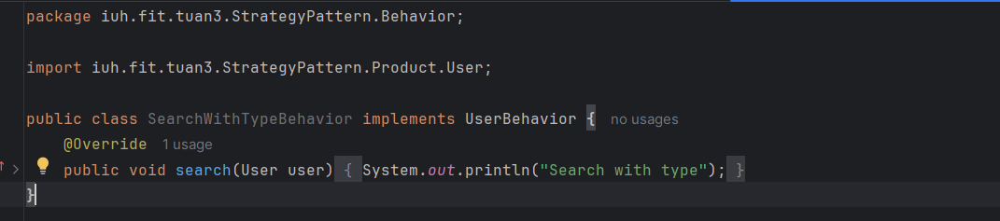 package iuh.fit.tuan3.StrategyPattern.Behavior;
import iuh.fit.tuan3.StrategyPattern.Product.User;
public class SearchWithTypeBehavior implements UserBehavior { no usages
@Override 1 usage
public void search(User user) { System.out.println("Search with type"); }
}